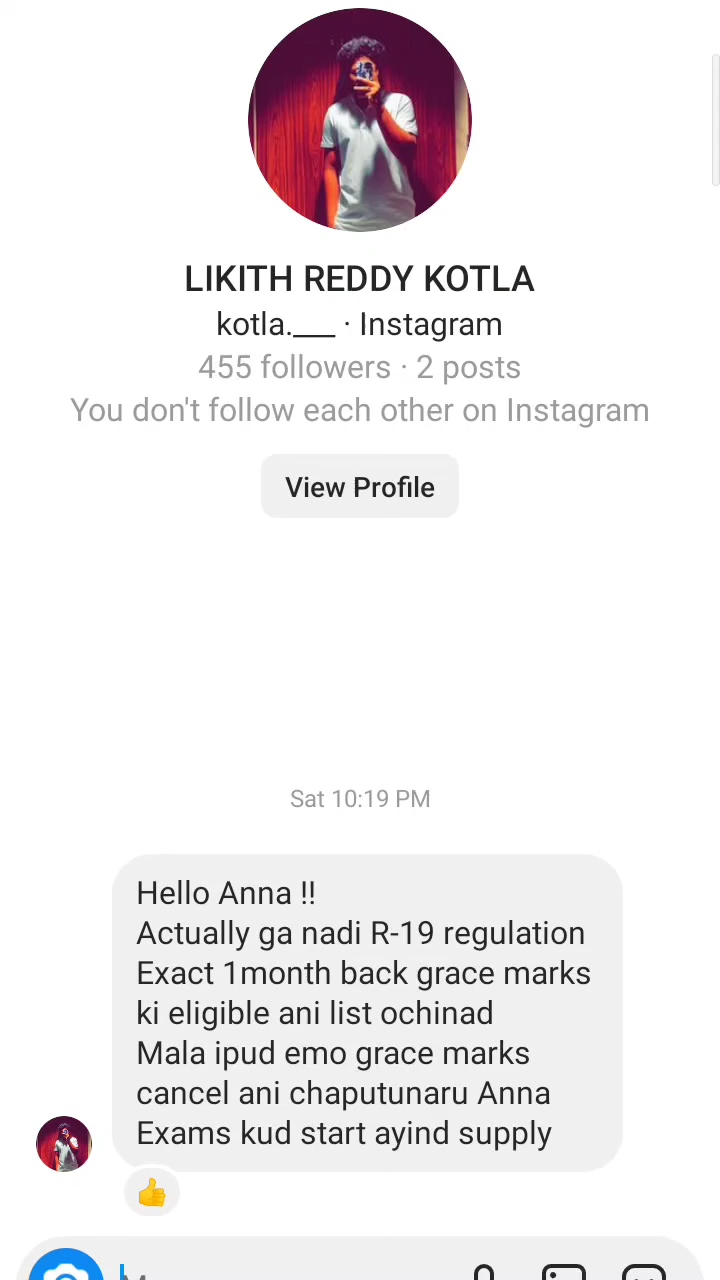 LIKITH REDDY KOTLA
kotla.___ · Instagram
455 followers · 2 posts
You don't follow each other on Instagram
View Profile
Sat 10:19 PM
Hello Anna !!
Actually ga nadi R-19 regulation
Exact 1month back grace marks
ki eligible ani list ochinad
Mala ipud emo grace marks
cancel ani chaputunaru Anna
Exams kud start ayind supply